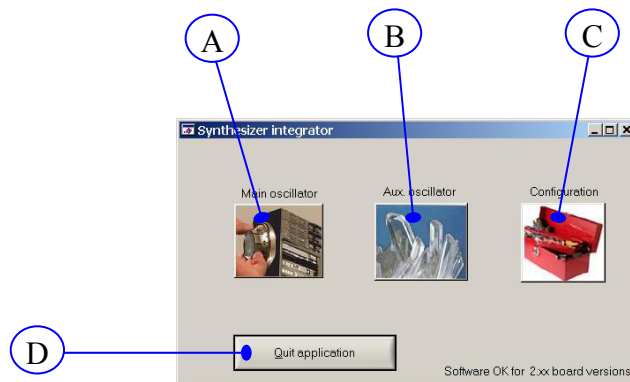 A
B
C
Synthesizer integrator
Main oscillator
Aux. oscillator
Configuration
D
Quit application
Software OK for 2.xx board versions